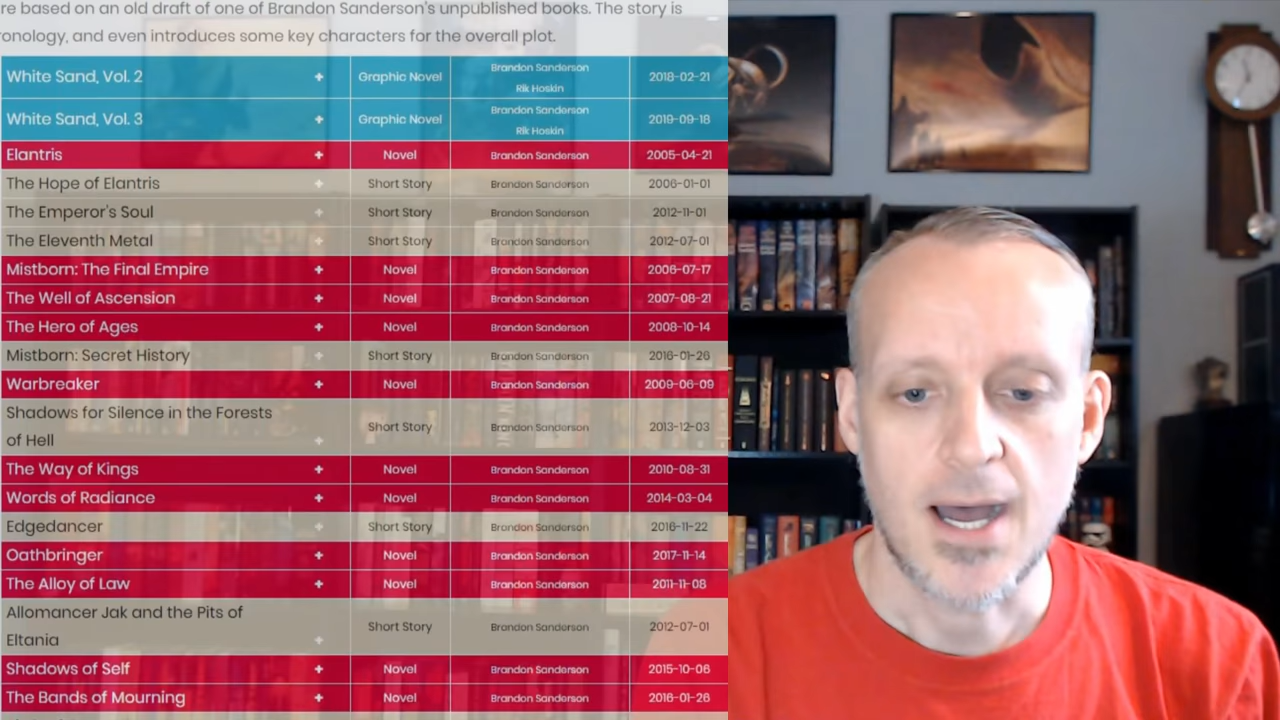 re based on an old draft of one of Brandon Sanderson's unpublished books. The story is
ronology, and even introduces some key characters for the overall plot.
White Sand, Vol. 2 + Graphic Novel Brandon Sanderson Rik Hoskin 2018-02-21
White Sand, Vol. 3 + Graphic Novel Brandon Sanderson Rik Hoskin 2019-09-18
Elantris + Novel Brandon Sanderson 2005-04-21
The Hope of Elantris + Short Story Brandon Sanderson 2006-01-01
The Emperor's Soul + Short Story Brandon Sanderson 2012-11-01
The Eleventh Metal + Short Story Brandon Sanderson 2012-07-01
Mistborn: The Final Empire + Novel Brandon Sanderson 2006-07-17
The Well of Ascension + Novel Brandon Sanderson 2007-08-21
The Hero of Ages + Novel Brandon Sanderson 2008-10-14
Mistborn: Secret History + Short Story Brandon Sanderson 2016-01-26
Warbreaker + Novel Brandon Sanderson 2009-06-09
Shadows for Silence in the Forests
of Hell + Short Story Brandon Sanderson 2013-12-03
The Way of Kings + Novel Brandon Sanderson 2010-08-31
Words of Radiance + Novel Brandon Sanderson 2014-03-04
Edgedancer + Short Story Brandon Sanderson 2016-11-22
Oathbringer + Novel Brandon Sanderson 2017-11-14
The Alloy of Law + Novel Brandon Sanderson 2011-11-08
Allomancer Jak and the Pits of
Eltania + Short Story Brandon Sanderson 2012-07-01
Shadows of Self + Novel Brandon Sanderson 2015-10-06
The Bands of Mourning + Novel Brandon Sanderson 2016-01-26